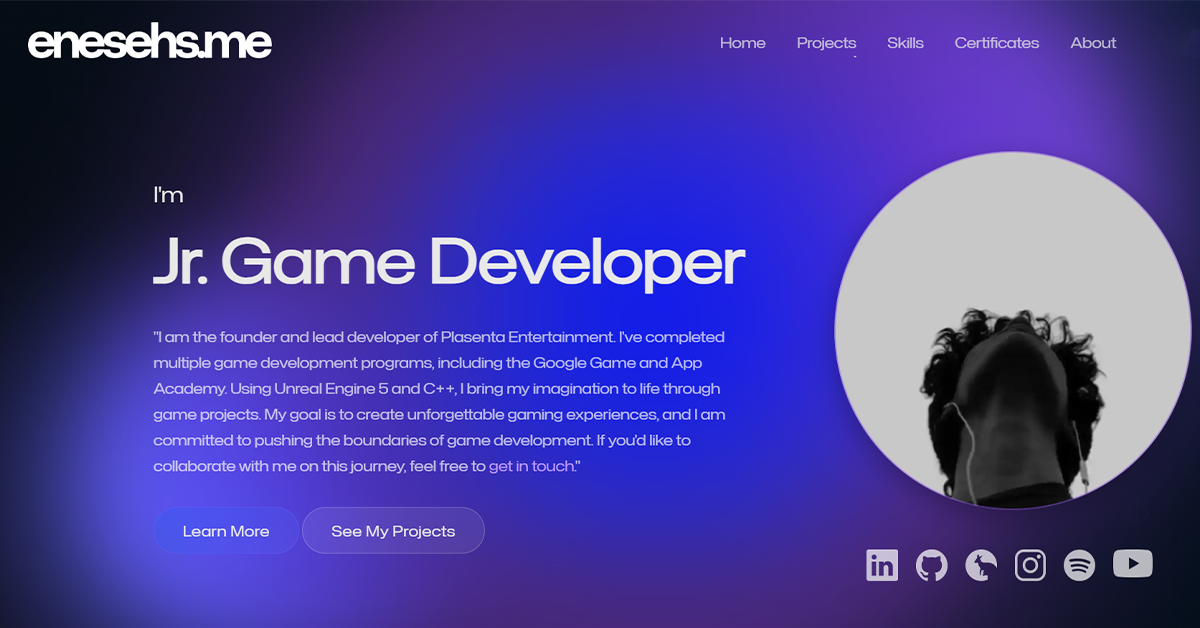 enesehs.me
Home Projects Skills Certificates About
I'm
Jr. Game Developer
"I am the founder and lead developer of Plasenta Entertainment. I've completed
multiple game development programs, including the Google Game and App
Academy. Using Unreal Engine 5 and C++, I bring my imagination to life through
game projects. My goal is to create unforgettable gaming experiences, and I am
committed to pushing the boundaries of game development. If you'd like to
collaborate with me on this journey, feel free to get in touch."
Learn More See My Projects
in